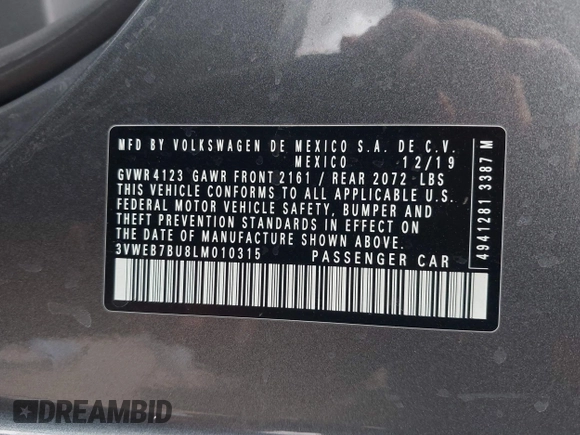 MFD BY VOLKSWAGEN DE MEXICO S.A. DE C.V.
MEXICO 12/19
GVWR 4123 GAWR FRONT 2161 / REAR 2072 - LBS
THIS VEHICLE CONFORMS TO ALL APPLICABLE U.S.
FEDERAL MOTOR VEHICLE SAFETY, BUMPER AND
THEFT PREVENTION STANDARDS IN EFFECT ON
THE DATE OF MANUFACTURE SHOWN ABOVE.
3VWEB7BU8LM010315 PASSENGER CAR
4941281 3387 M
DREAMBID